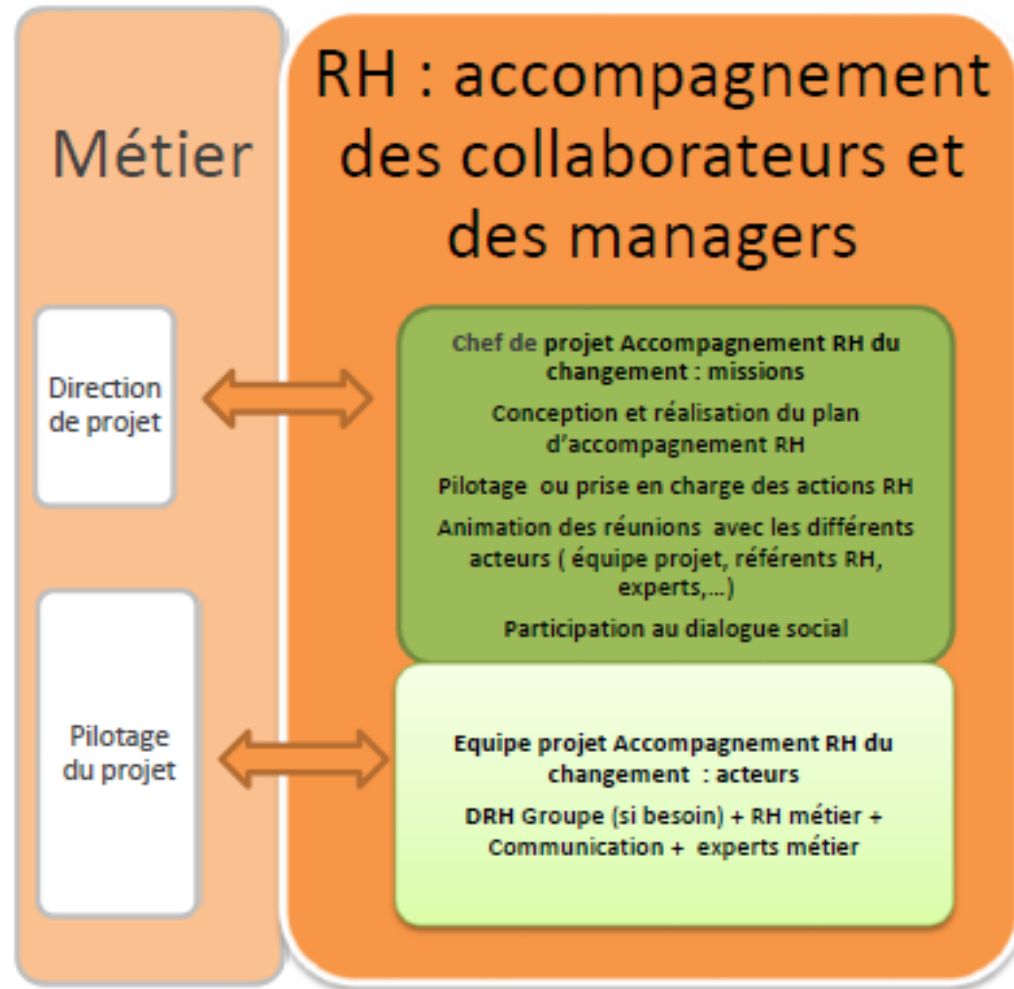 Métier
RH : accompagnement
des collaborateurs et
des managers
Direction
de projet
Chef de projet Accompagnement RH du
changement : missions
Conception et réalisation du plan
d'accompagnement RH
Pilotage ou prise en charge des actions RH
Animation des réunions avec les différents
acteurs ( équipe projet, référents RH,
experts,...)
Participation au dialogue social
Pilotage
du projet
Equipe projet Accompagnement RH du
changement : acteurs
DRH Groupe (si besoin) + RH métier +
Communication + experts métier